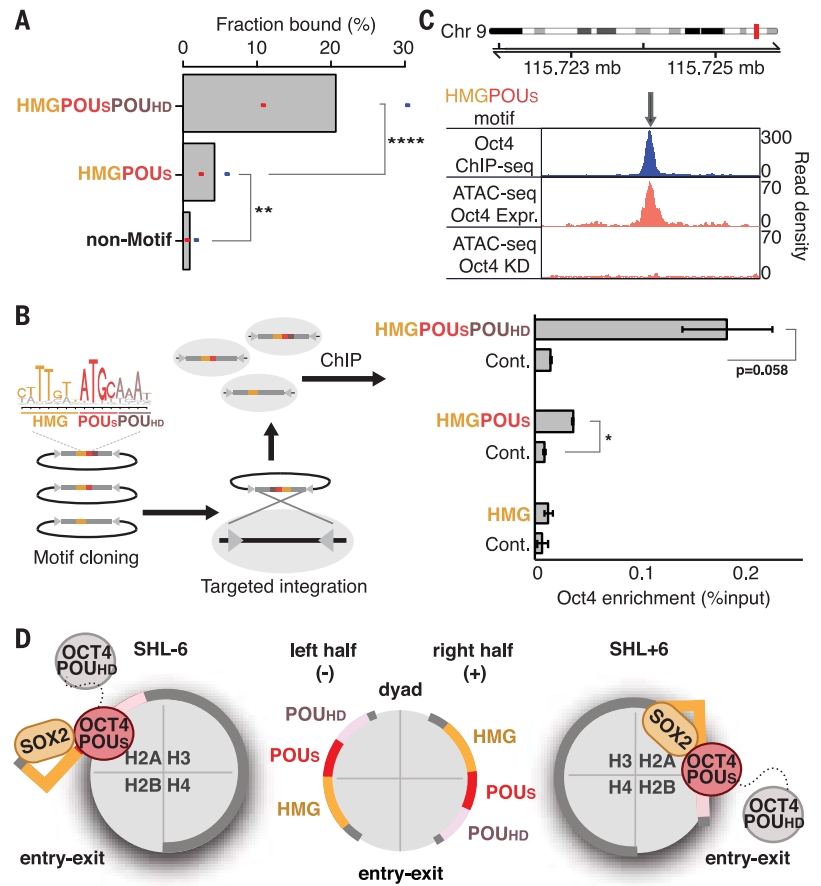 A
Fraction bound (%)
0 10 20 30
HMGPOUSPOUHD
HMGPOUS
non-Motif
****
**
C
Chr 9
115.723 mb 115.725 mb
HMGPOUS
motif
Oct4
ChIP-seq
300
0
ATAC-seq
Oct4 Expr.
70
0
ATAC-seq
Oct4 KD
70
0
Read density
B
CTTTGT ATGCAAAT
HMG POUS POUHD
Motif cloning
Targeted integration
ChIP
HMGPOUSPOUHD
Cont.
p=0.058
HMGPOUS
Cont.
*
HMG
Cont.
0 0.1 0.2
Oct4 enrichment (%input)
D
OCT4
POUHD
SHL-6
SOX2
OCT4
POUS
H2A H3
H2B H4
entry-exit
left half
(-)
right half
(+)
dyad
POUHD
POUS
HMG
HMG
POUS
POUHD
entry-exit
SHL+6
SOX2
H3 H2A
H4 H2B
OCT4
POUS
OCT4
POUHD
entry-exit